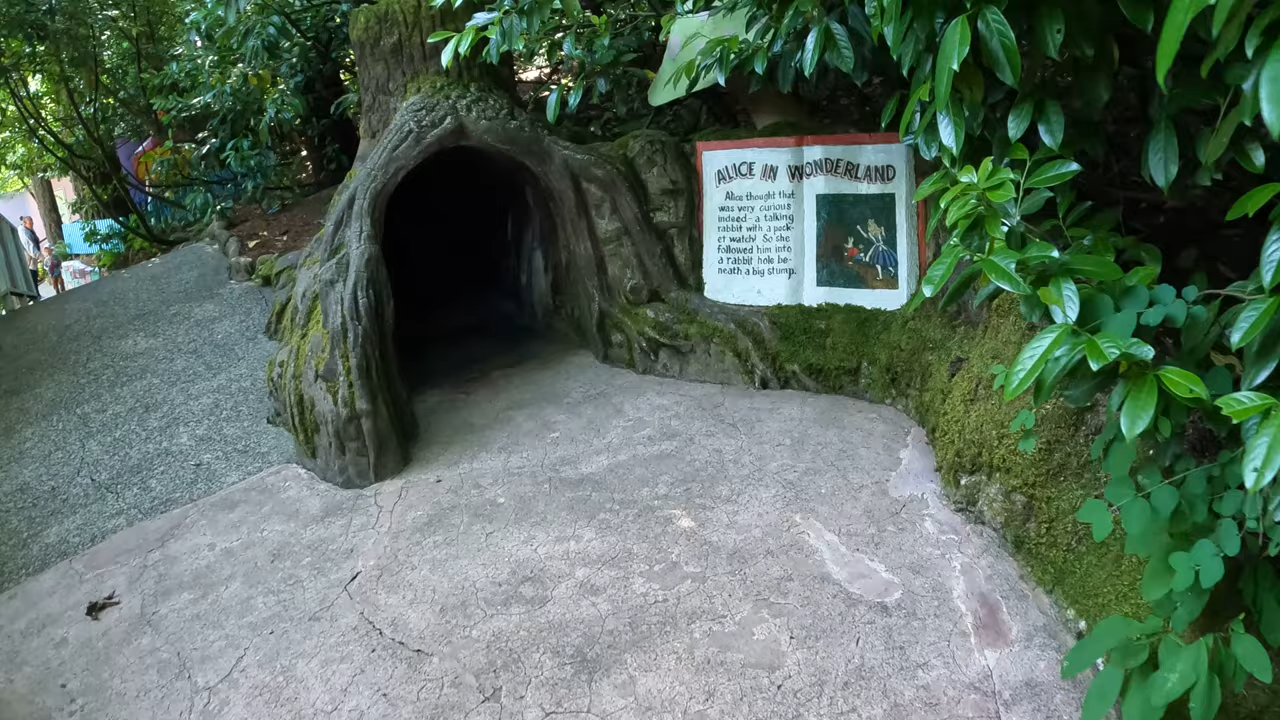 ALICE IN WONDERLAND
Alice thought that
was very curious
indeed - a talking
rabbit with a pock-
et watch! So she
followed him into
a rabbit hole be-
neath a big stump.